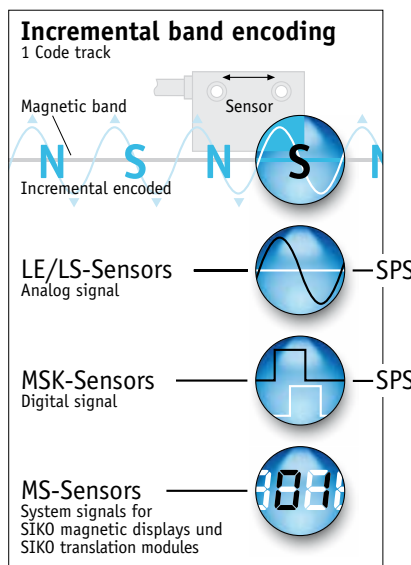 Incremental band encoding
1 Code track
Sensor
Magnetic band
N S N S N
Incremental encoded
LE/LS-Sensors SPS
Analog signal
MSK-Sensors SPS
Digital signal
MS-Sensors 01
System signals for
SIKO magnetic displays und
SIKO translation modules